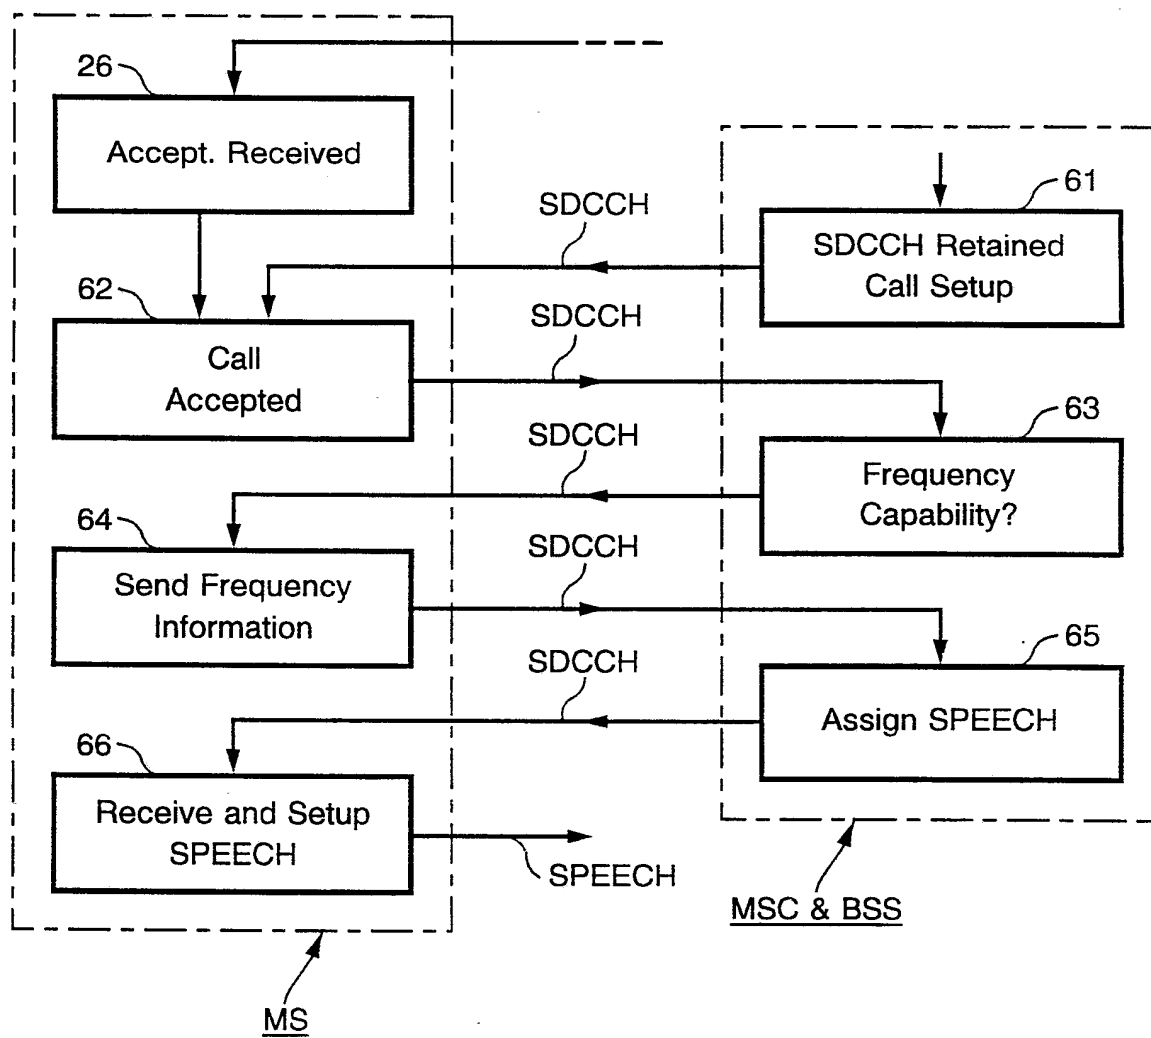 26
Accept. Received
61
SDCCH
SDCCH Retained
Call Setup
62
SDCCH
Call
Accepted
63
SDCCH
Frequency
Capability?
64
SDCCH
Send Frequency
Information
65
SDCCH
Assign SPEECH
66
Receive and Setup
SPEECH
SPEECH
MSC & BSS
MS